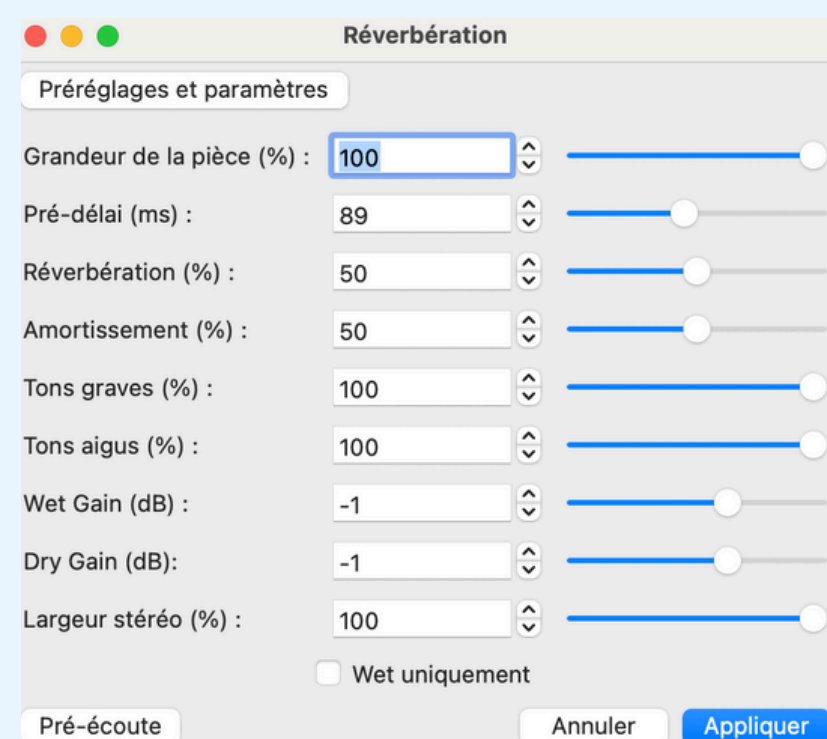 Réverbération
Préréglages et paramètres
Grandeur de la pièce (%) : 100
Pré-délai (ms) : 89
Réverbération (%) : 50
Amortissement (%) : 50
Tons graves (%) : 100
Tons aigus (%) : 100
Wet Gain (dB) : -1
Dry Gain (dB): -1
Largeur stéréo (%) : 100
Wet uniquement
Pré-écoute Annuler Appliquer